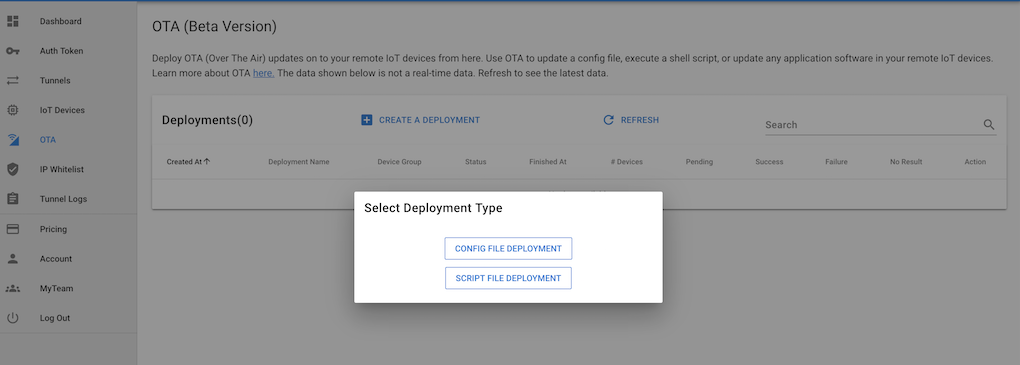 Dashboard
Auth Token
Tunnels
IoT Devices
OTA
IP Whitelist
Tunnel Logs
Pricing
Account
MyTeam
Log Out
OTA (Beta Version)
Deploy OTA (Over The Air) updates on to your remote IoT devices from here. Use OTA to update a config file, execute a shell script, or update any application software in your remote IoT devices.
Learn more about OTA here. The data shown below is not a real-time data. Refresh to see the latest data.
Deployments(0) CREATE A DEPLOYMENT REFRESH Search
Created At Deployment Name Device Group Status Finished At # Devices Pending Success Failure No Result Action
Select Deployment Type
CONFIG FILE DEPLOYMENT
SCRIPT FILE DEPLOYMENT